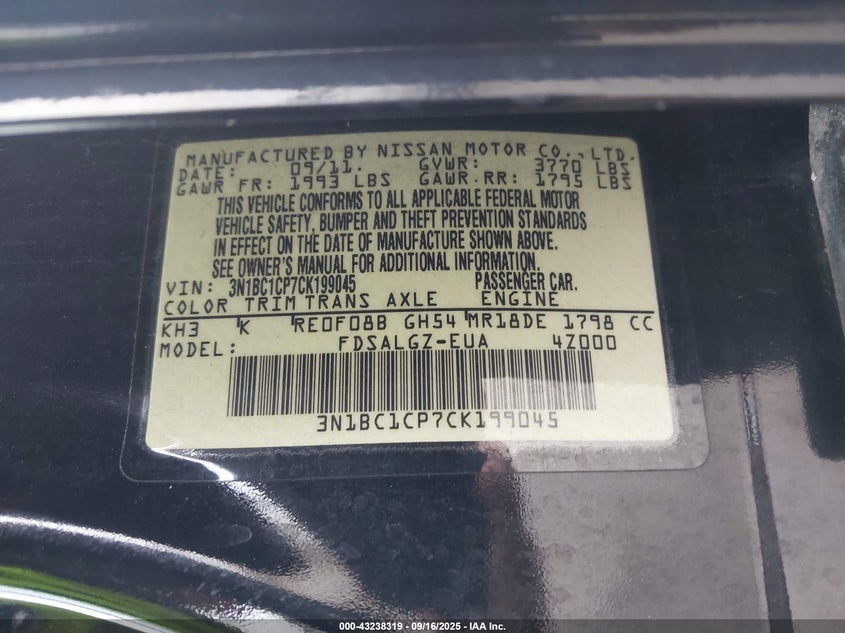 MANUFACTURED BY NISSAN MOTOR CO., LTD.
DATE: 09/11. GVWR: 3770 LBS
GAWR FR: 1993 LBS GAWR.RR: 1795 LBS
THIS VEHICLE CONFORMS TO ALL APPLICABLE FEDERAL MOTOR
VEHICLE SAFETY, BUMPER AND THEFT PREVENTION STANDARDS
IN EFFECT ON THE DATE OF MANUFACTURE SHOWN ABOVE.
SEE OWNER'S MANUAL FOR ADDITIONAL INFORMATION.
VIN: 3N1BC1CP7CK199045 PASSENGER CAR.
COLOR TRIM TRANS AXLE ENGINE
KH3 K RE0F08B GH54 MR18DE 1798 CC
MODEL: FDSALGZ-EUA 4Z000
3N1BC1CP7CK199045
000-43238319 - 09/16/2025 - IAA Inc.